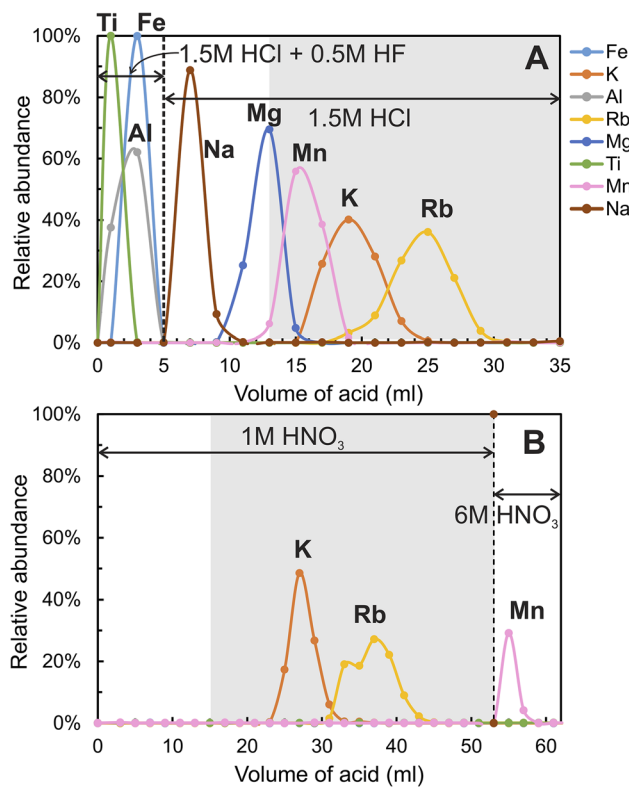 Ti Fe
100%
1.5M HCl + 0.5M HF
A
80%
1.5M HCl
Mg
Al
Na
Mn
60%
K
Rb
40%
20%
0%
Relative abundance
0 5 10 15 20 25 30 35
Volume of acid (ml)
Fe
K
Al
Rb
Mg
Ti
Mn
Na
100%
1M HNO₃
B
80%
6M HNO₃
60%
K
Rb
Mn
40%
20%
0%
Relative abundance
0 10 20 30 40 50 60
Volume of acid (ml)